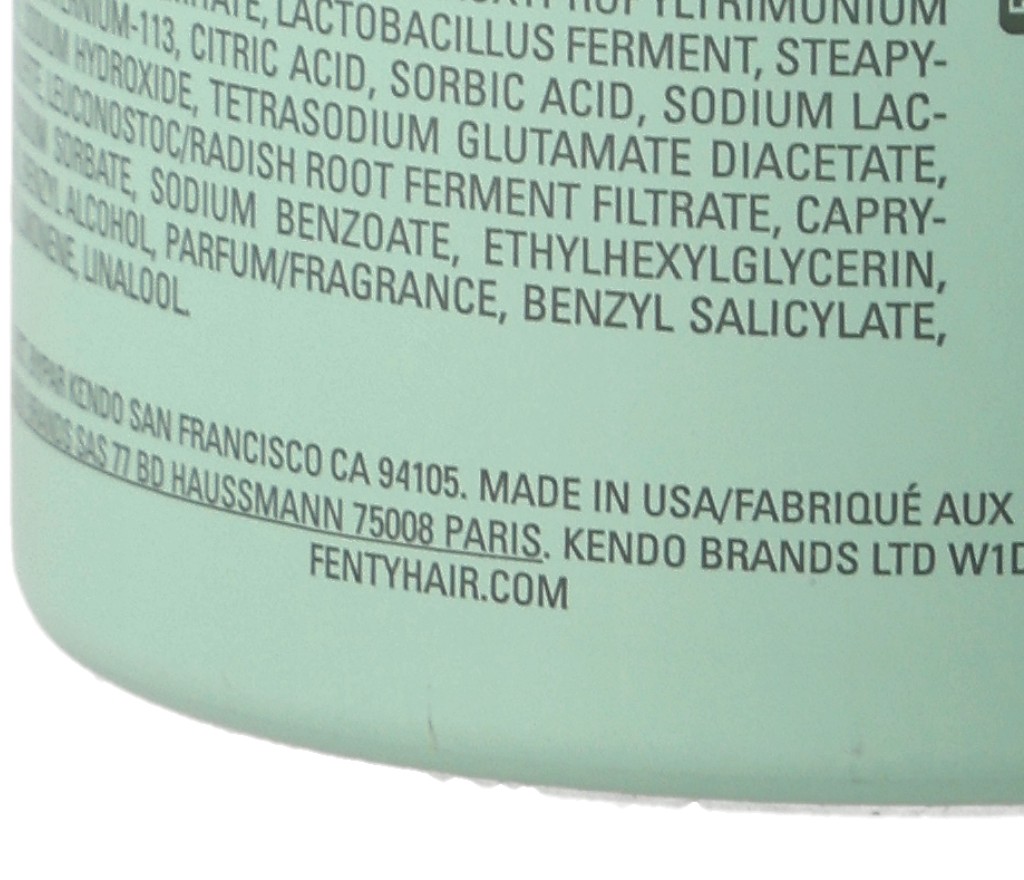 LACTOBACILLUS FERMENT, STEAPY-
-113, CITRIC ACID, SORBIC ACID, SODIUM LAC-
HYDROXIDE, TETRASODIUM GLUTAMATE DIACETATE,
LEUCONOSTOC/RADISH ROOT FERMENT FILTRATE, CAPRY-
SORBATE, SODIUM BENZOATE, ETHYLHEXYLGLYCERIN,
BENZYL ALCOHOL, PARFUM/FRAGRANCE, BENZYL SALICYLATE,
LINALOOL.
KENDO SAN FRANCISCO CA 94105. MADE IN USA/FABRIQUÉ AUX
SAS 77 BD HAUSSMANN 75008 PARIS. KENDO BRANDS LTD W1D
FENTYHAIR.COM